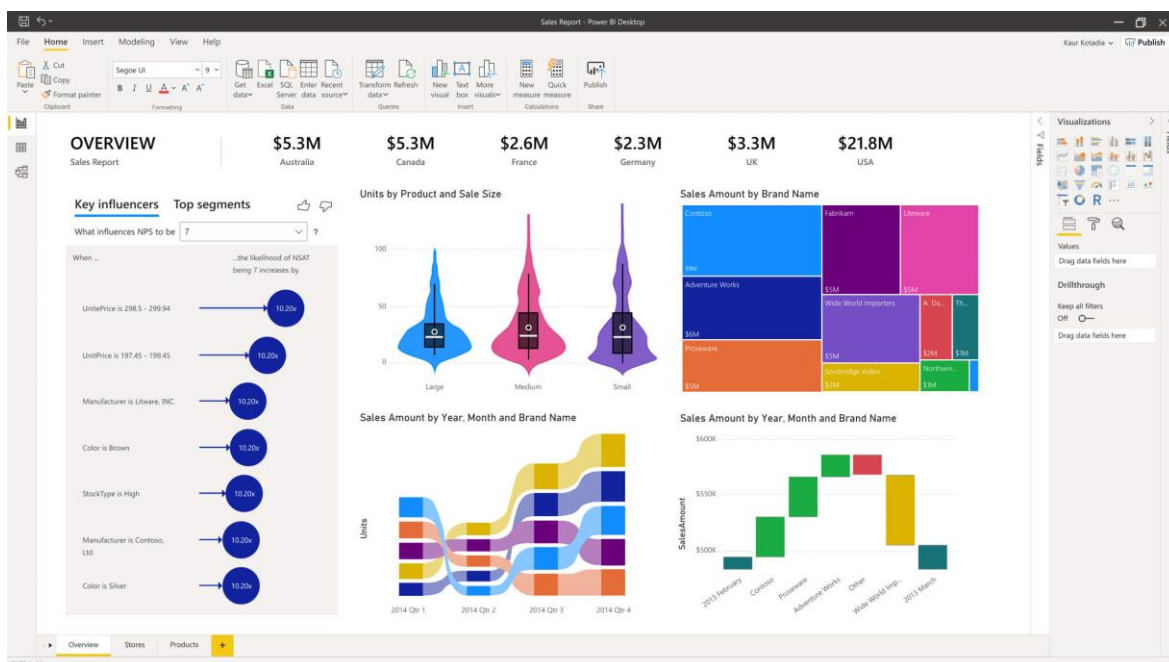 Sales Report - Power BI Desktop
File Home Insert Modeling View Help
Kaur Kotadia
Publish
Paste
Cut
Copy
Format painter
Clipboard
Segoe UI
9
B I U A A A
Formatting
Get data
Excel
SQL Server
Enter data
Recent source
Data
Transform data
Refresh
Queries
New visual
Text box
More visuals
Insert
New measure
Quick measure
Calculations
Publish
Share
OVERVIEW
Sales Report
$5.3M
Australia
$5.3M
Canada
$2.6M
France
$2.3M
Germany
$3.3M
UK
$21.8M
USA
Key influencers Top segments
What influences NPS to be 7 ?
When ...
...the likelihood of NSAT
being 7 increases by
UnitePrice is 298.5 - 299.94
10.20x
UnitPrice is 197.45 - 199.45
10.20x
Manufacturer is Litware, INC.
10.20x
Color is Brown
10.20x
StockType is High
10.20x
Manufacturer is Contoso,
Ltd
10.20x
Color is Silver
10.20x
Units by Product and Sale Size
100
50
0
Large Medium Small
Sales Amount by Brand Name
Contoso
$9M
Adventure Works
$6M
Proseware
$5M
Fabrikam
$5M
Liteware
$5M
Wide World Importers
$5M
Southridge Video
$2M
A. Da...
$2M
Th...
$1M
Northwin...
$1M
Sales Amount by Year, Month and Brand Name
Units
2014 Qtr 1 2014 Qtr 2 2014 Qtr 3 2014 Qtr 4
Sales Amount by Year, Month and Brand Name
SalesAmount
$600K
$550K
$500K
2013 February
Contoso
Proseware
Adventure Works
Other
Wide World Imp...
2013 March
Fields
Visualizations
R
Values
Drag data fields here
Drillthrough
Keep all filters
Off
Drag data fields here
Overview Stores Products +